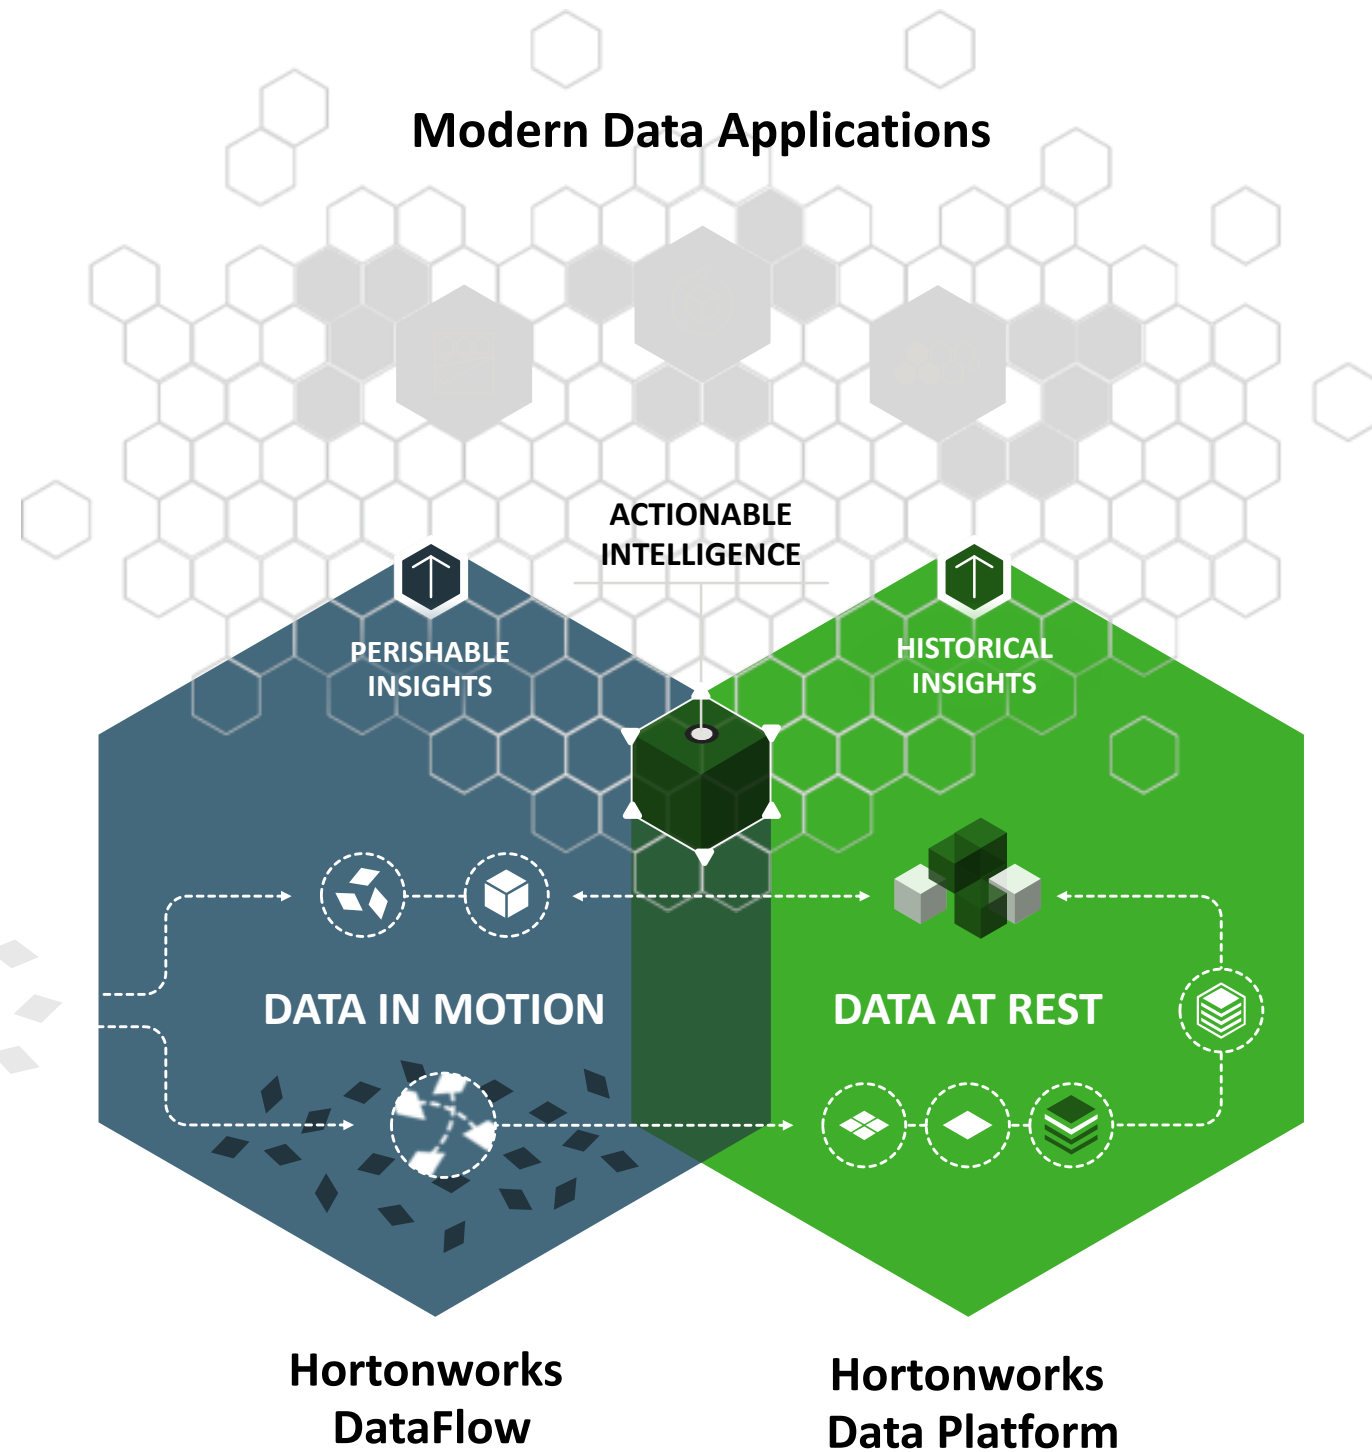 Modern Data Applications
ACTIONABLE
INTELLIGENCE
PERISHABLE
INSIGHTS
HISTORICAL
INSIGHTS
DATA IN MOTION
DATA AT REST
Hortonworks
DataFlow
Hortonworks
Data Platform